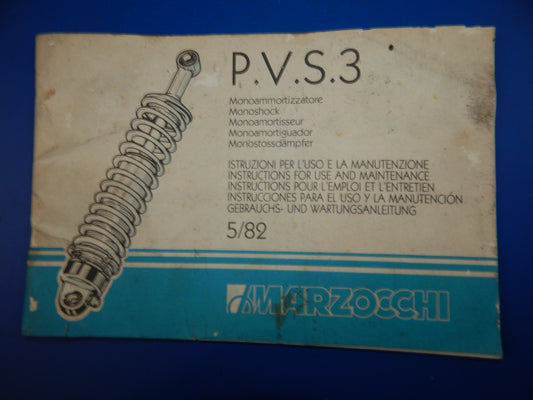 P.V.S.3
Monoammortizzatore
Monoshock
Monoamortisseur
Monoamortiguador
Monostossdämpfer
ISTRUZIONI PER L'USO E LA MANUTENZIONE
INSTRUCTIONS FOR USE AND MAINTENANCE
INSTRUCTIONS POUR L'EMPLOI ET L'ENTRETIEN
INSTRUCCIONES PARA EL USO Y LA MANUTENCIÓN
GEBRAUCHS- UND WARTUNGSANLEITUNG
5/82
MARZOCCHI